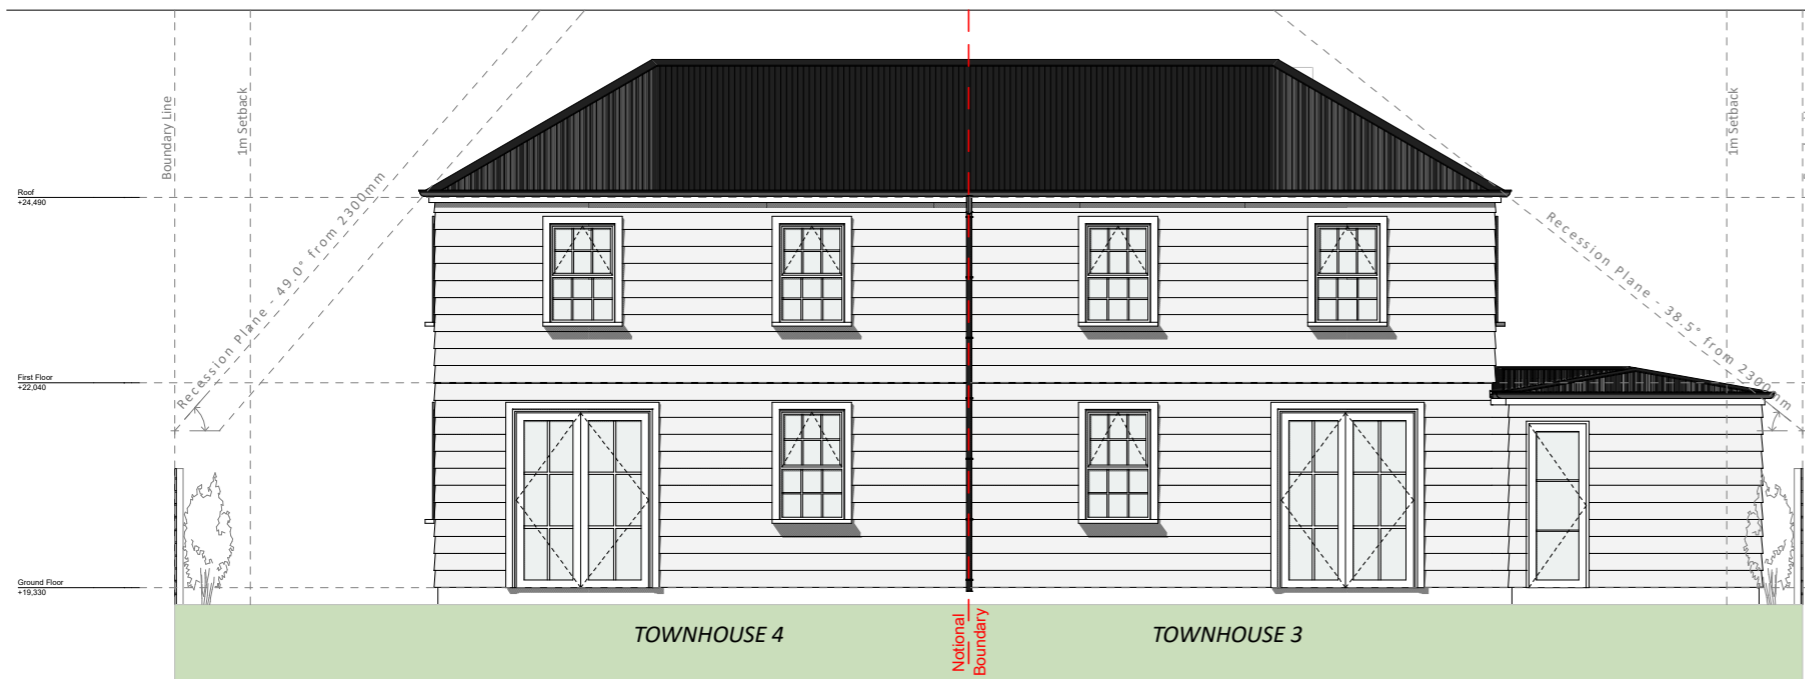 Boundary Line
1m Setback
1m Setback
Roof
+24,490
Recession Plane - 49.0° from 2300mm
Recession Plane - 38.5° from 2300mm
First Floor
+22,040
Ground Floor
+19,330
TOWNHOUSE 4
Notional
Boundary
TOWNHOUSE 3